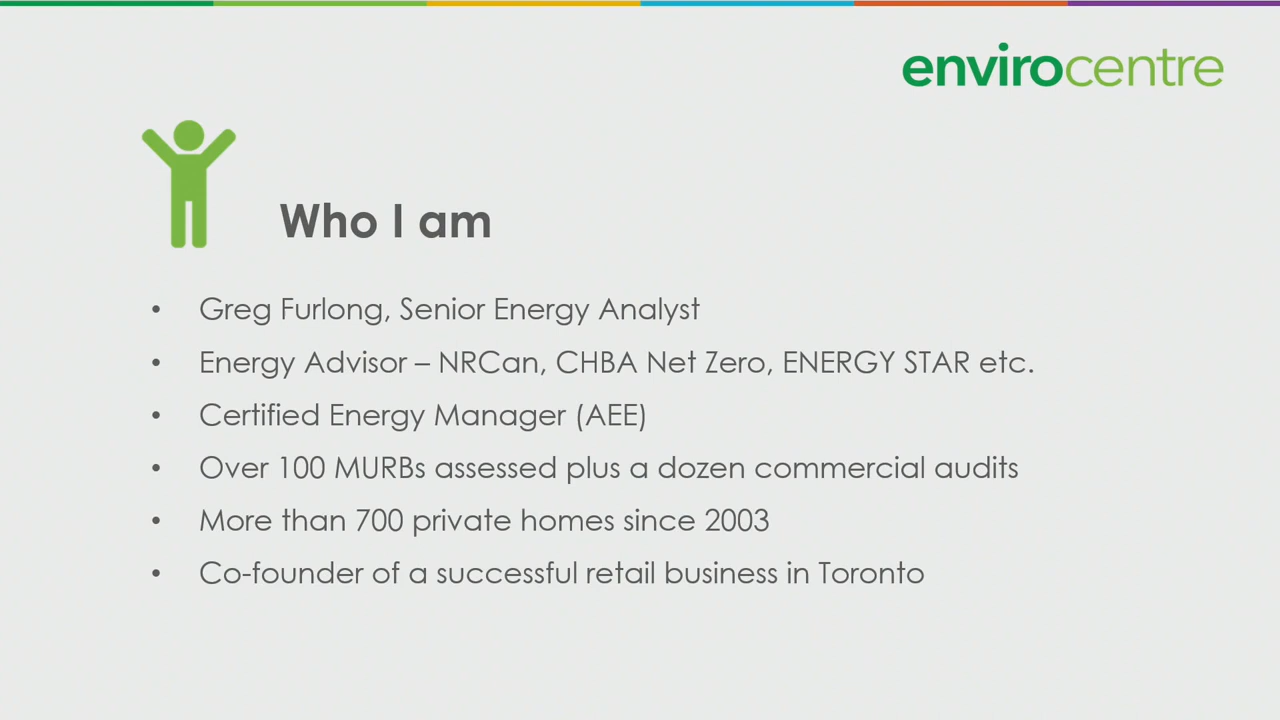 envirocentre
Who I am
• Greg Furlong, Senior Energy Analyst
• Energy Advisor – NRCan, CHBA Net Zero, ENERGY STAR etc.
• Certified Energy Manager (AEE)
• Over 100 MURBs assessed plus a dozen commercial audits
• More than 700 private homes since 2003
• Co-founder of a successful retail business in Toronto